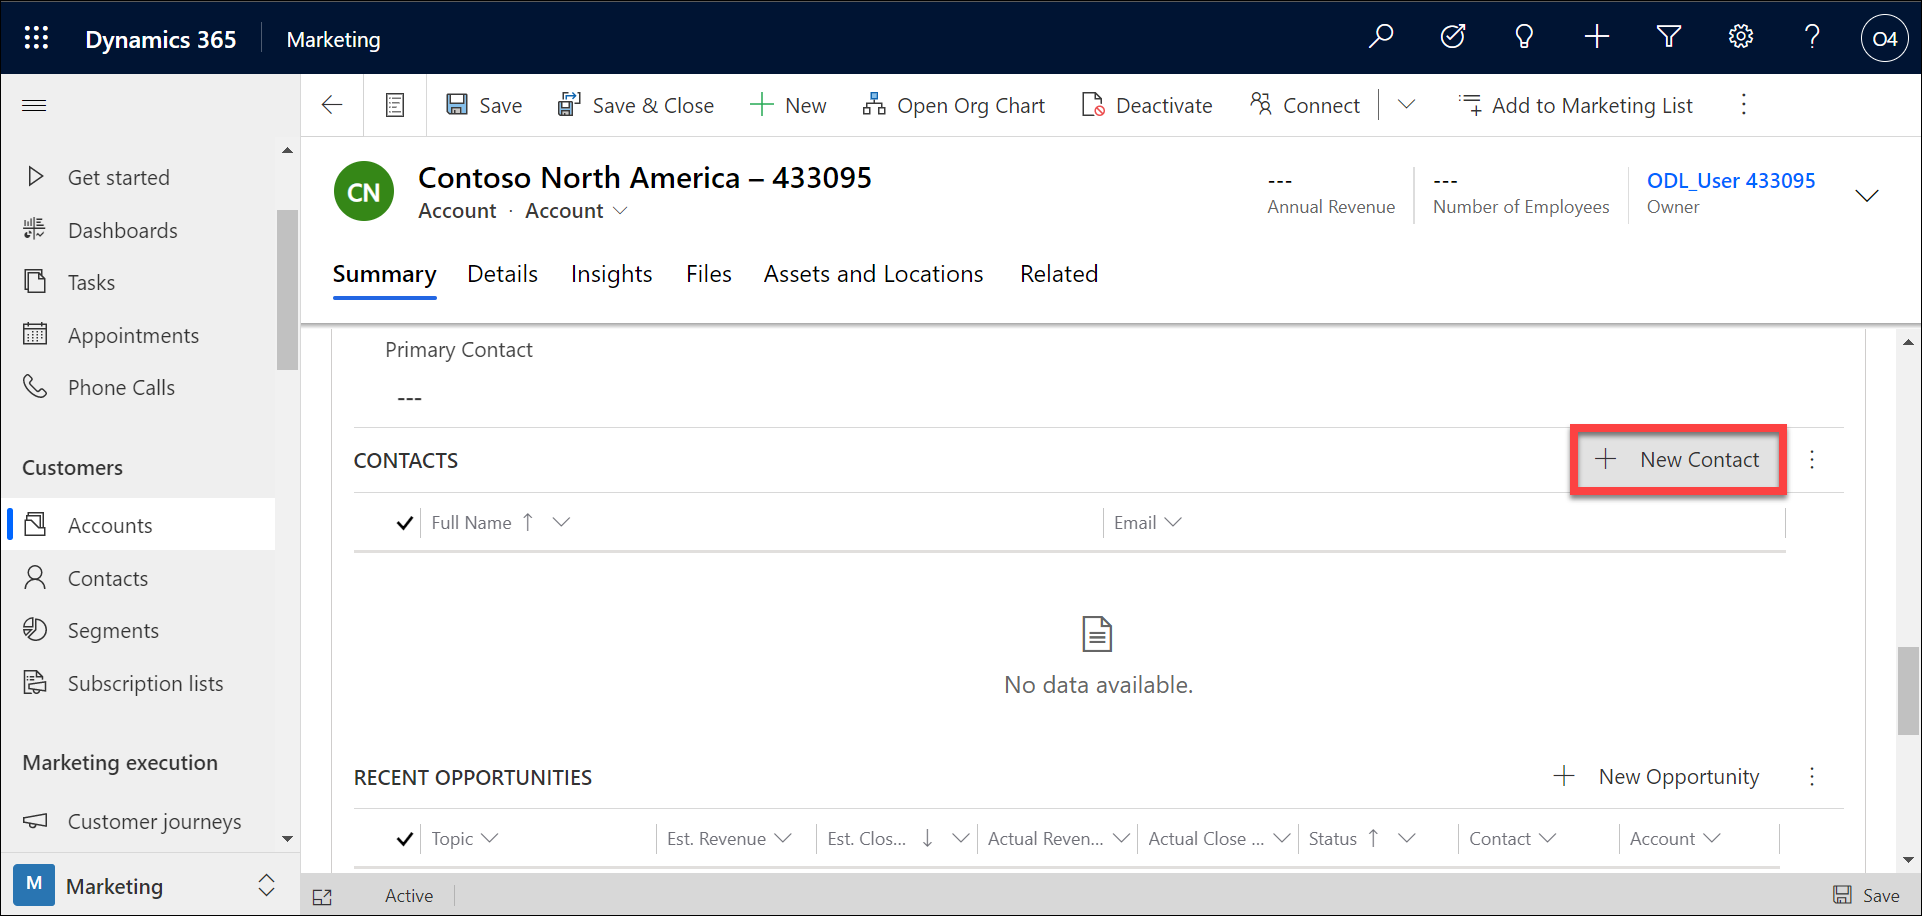 Dynamics 365 Marketing O4
Save Save & Close New Open Org Chart Deactivate Connect Add to Marketing List
Get started
Dashboards
Tasks
Appointments
Phone Calls
Customers
Accounts
Contacts
Segments
Subscription lists
Marketing execution
Customer journeys
M Marketing
CN
Contoso North America – 433095
Account · Account
--- Annual Revenue
--- Number of Employees
ODL_User 433095
Owner
Summary Details Insights Files Assets and Locations Related
Primary Contact
---
CONTACTS New Contact
Full Name Email
No data available.
RECENT OPPORTUNITIES New Opportunity
Topic Est. Revenue Est. Clos... Actual Reven... Actual Close ... Status Contact Account
Active Save